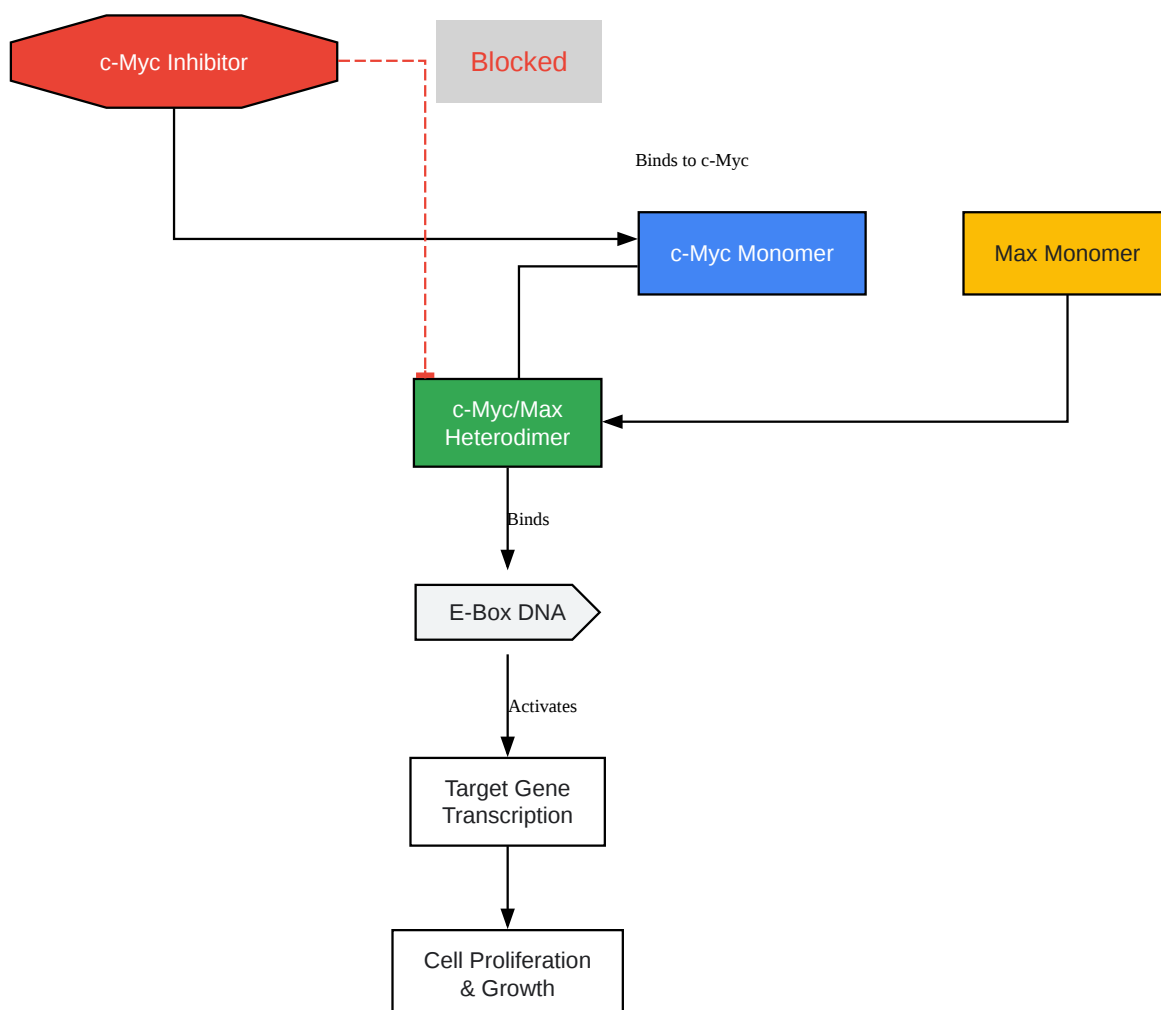 c-Myc Inhibitor
Blocked
Binds to c-Myc
c-Myc Monomer
Max Monomer
c-Myc/Max
Heterodimer
Binds
E-Box DNA
Activates
Target Gene
Transcription
Cell Proliferation
& Growth